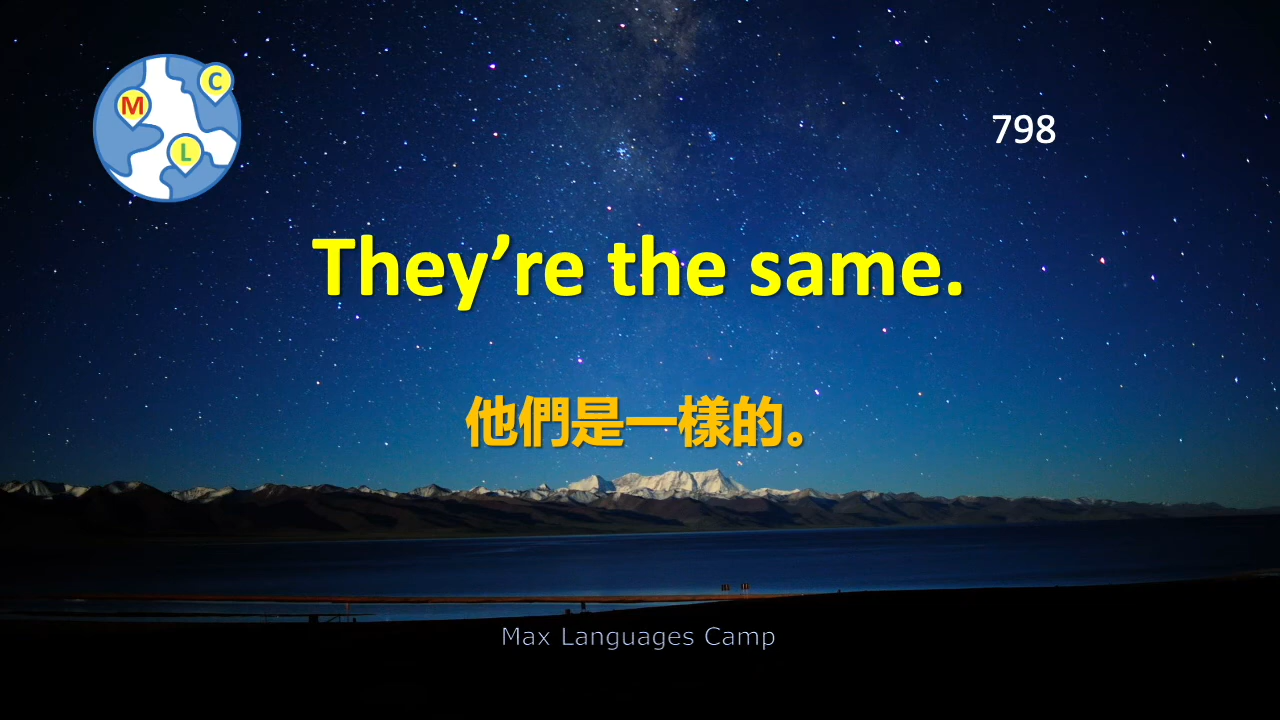 C
M
L
798
They’re the same.
他們是一樣的。
Max Languages Camp